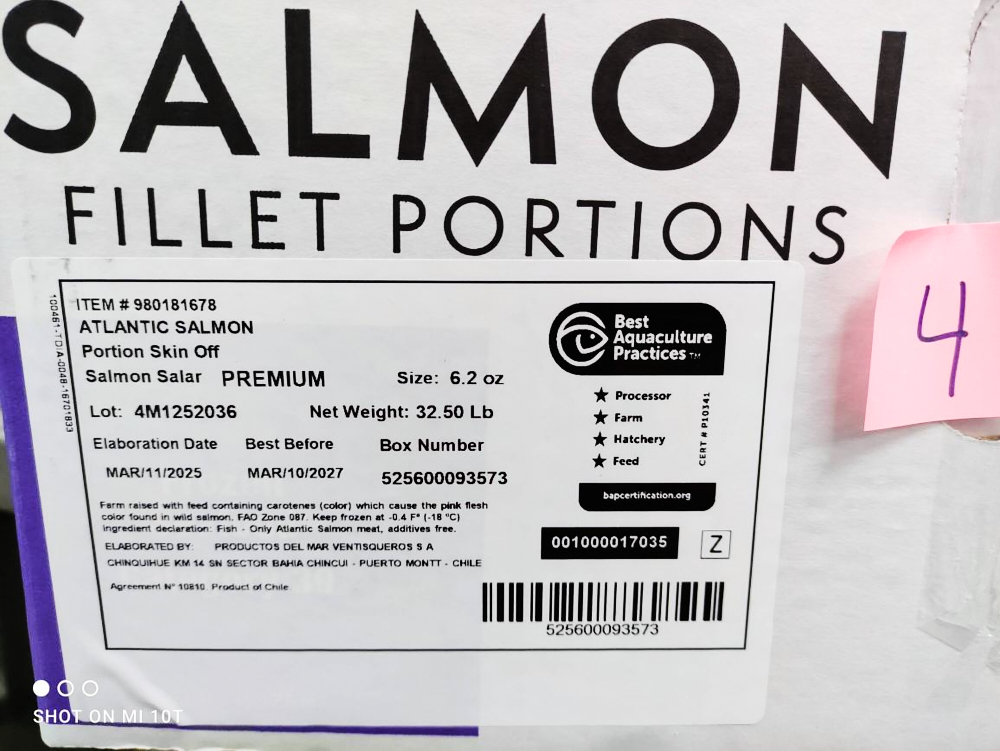 SALMON
FILLET PORTIONS
4
ITEM # 980181678
ATLANTIC SALMON
Portion Skin Off
Salmon Salar PREMIUM Size: 6.2 oz
Lot: 4M1252036 Net Weight: 32.50 Lb
Elaboration Date Best Before Box Number
MAR/11/2025 MAR/10/2027 525600093573
Farm raised with feed containing carotenes (color) which cause the pink flesh
color found in wild salmon. FAO Zone 087. Keep frozen at -0.4 F° (-18 °C)
Ingredient declaration: Fish - Only Atlantic Salmon meat, additives free.
ELABORATED BY: PRODUCTOS DEL MAR VENTISQUEROS S A
CHINQUIHUE KM 14 SN SECTOR BAHIA CHINCUI - PUERTO MONTT - CHILE
Agreement N° 10810. Product of Chile
Best
Aquaculture
Practices ™
★ Processor
★ Farm
★ Hatchery
★ Feed
CERT # P10341
bapcertification.org
001000017035 Z
525600093573
SHOT ON MI 10T